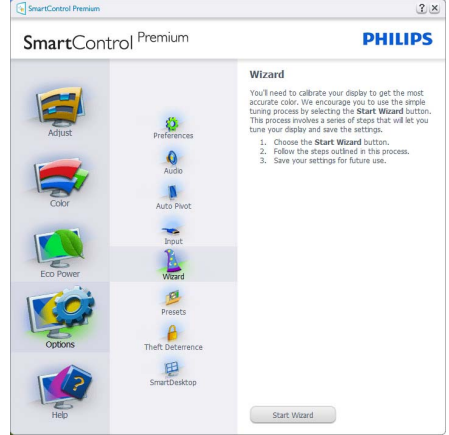 SmartControl Premium
SmartControl Premium
PHILIPS
Adjust
Color
Eco Power
Options
Help
Preferences
Audio
Auto Pivot
Input
Wizard
Presets
Theft Deterrence
SmartDesktop
Wizard
You'll need to calibrate your display to get the most
accurate color. We encourage you to use the simple
tuning process by selecting the Start Wizard button.
This process involves a series of steps that will let you
tune your display and save the settings.
1. Choose the Start Wizard button.
2. Follow the steps outlined in this process.
3. Save your settings for future use.
Start Wizard